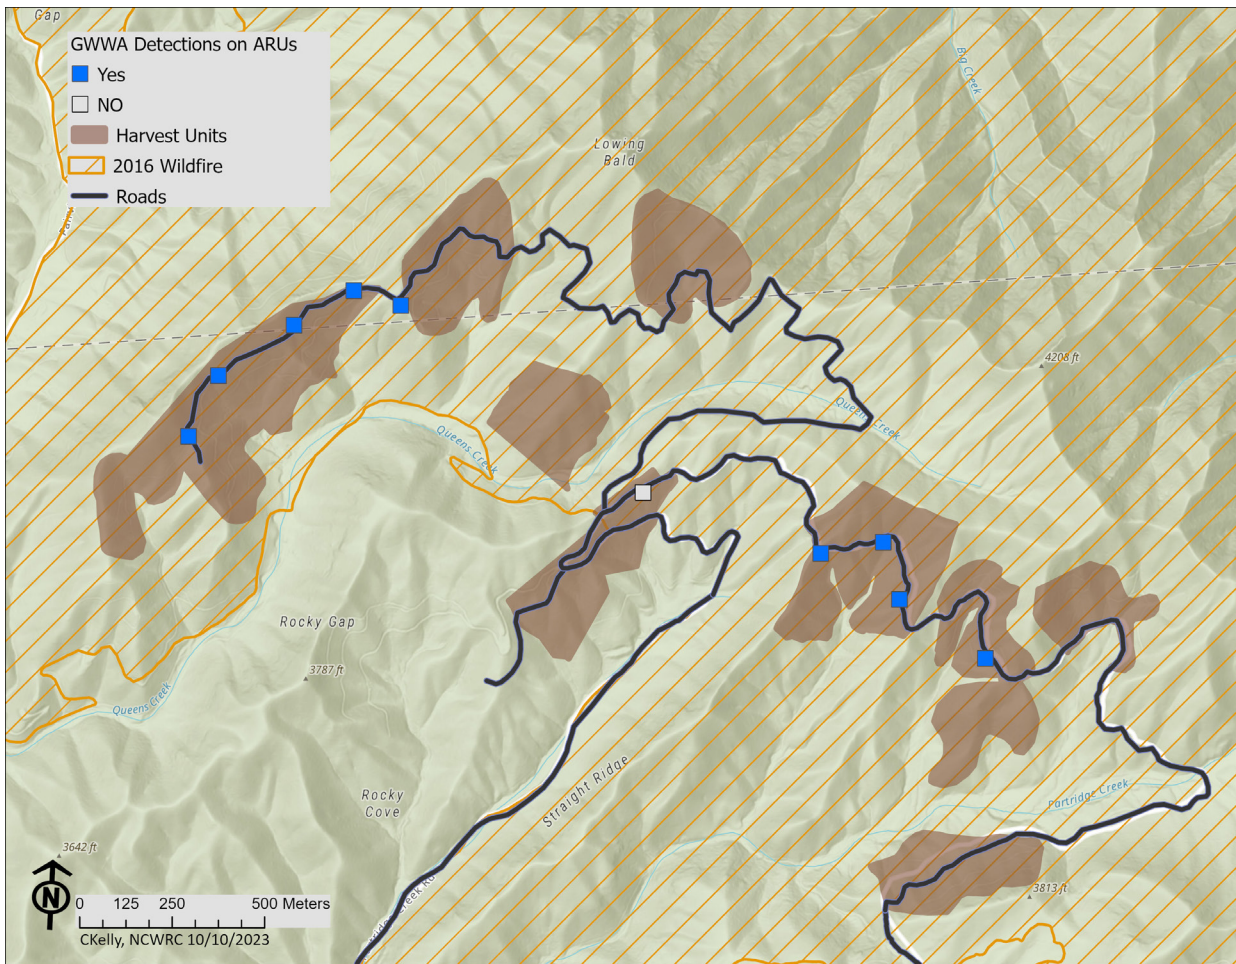 Gap
GWWA Detections on ARUs
Yes
NO
Harvest Units
2016 Wildfire
Roads
Big Creek
Lowing
Bald
4208 ft
Queens Creek
Queens Creek
Rocky Gap
3787 ft
Queens Creek
Straight Ridge
Rocky
Cove
Partridge Creek
3642 ft
3813 ft
N
0 125 250 500 Meters
CKelly, NCWRC 10/10/2023